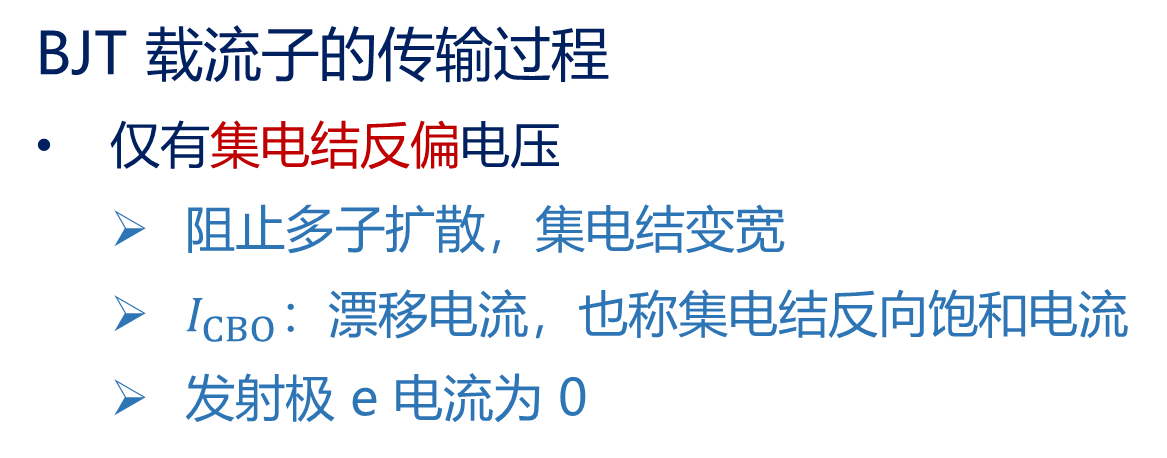 BJT 载流子的传输过程
• 仅有集电结反偏电压
➢ 阻止多子扩散，集电结变宽
➢ I_CBO：漂移电流，也称集电结反向饱和电流
➢ 发射极 e 电流为 0